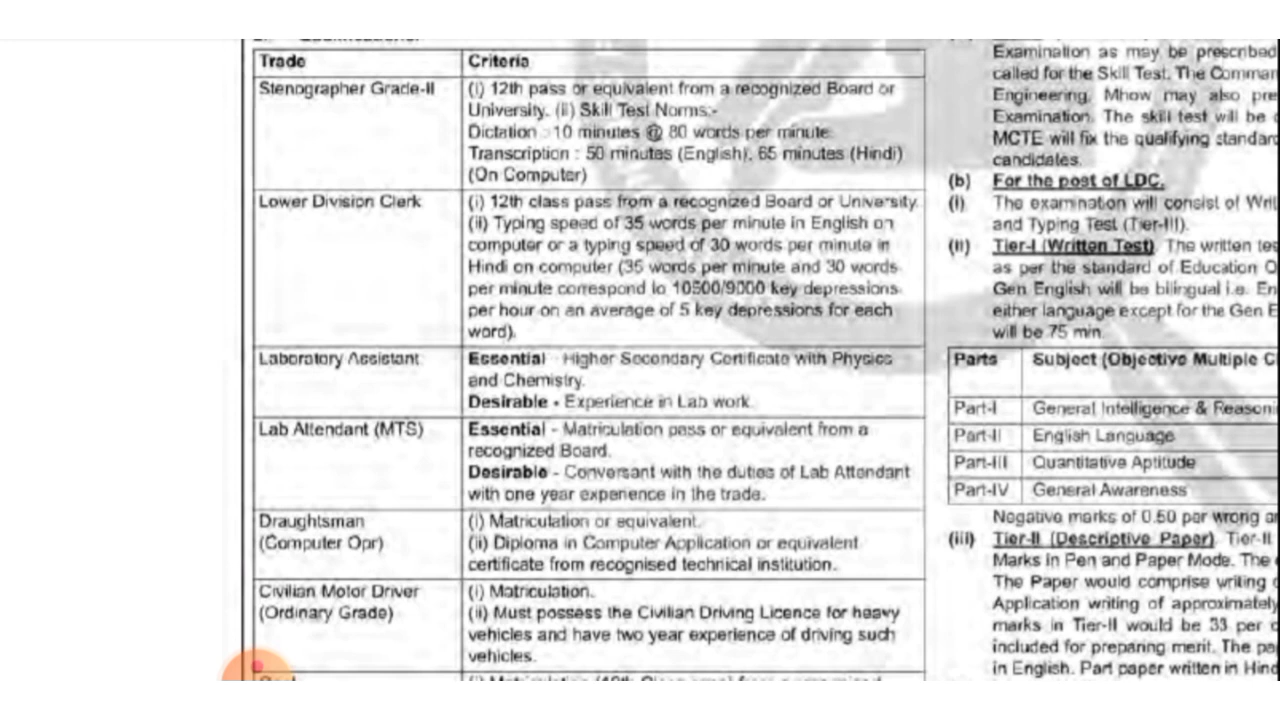 Trade Criteria
Stenographer Grade-II (i) 12th pass or equivalent from a recognized Board or
University. (ii) Skill Test Norms:-
Dictation : 10 minutes @ 80 words per minute
Transcription : 50 minutes (English), 65 minutes (Hindi)
(On Computer)
Lower Division Clerk (i) 12th class pass from a recognized Board or University
(ii) Typing speed of 35 words per minute in English on
computer or a typing speed of 30 words per minute in
Hindi on computer (35 words per minute and 30 words
per minute correspond to 10500/9000 key depressions
per hour on an average of 5 key depressions for each
word).
Laboratory Assistant Essential - Higher Secondary Certificate with Physics
and Chemistry.
Desirable - Experience in Lab work.
Lab Attendant (MTS) Essential - Matriculation pass or equivalent from a
recognized Board.
Desirable - Conversant with the duties of Lab Attendant
with one year experience in the trade.
Draughtsman (i) Matriculation or equivalent.
(Computer Opr) (ii) Diploma in Computer Application or equivalent
certificate from recognised technical institution.
Civilian Motor Driver (i) Matriculation.
(Ordinary Grade) (ii) Must possess the Civilian Driving Licence for heavy
vehicles and have two year experience of driving such
vehicles.
Examination as may be prescribed
called for the Skill Test. The Comman
Engineering, Mhow may also pre
Examination. The skill test will be
MCTE will fix the qualifying standard
candidates.
(b) For the post of LDC.
(i) The examination will consist of Writ
and Typing Test (Tier-III).
(ii) Tier-I (Written Test). The written tes
as per the standard of Education Q
Gen English will be bilingual i.e. En
either language except for the Gen E
will be 75 min.
Parts Subject (Objective Multiple C
Part-I General Intelligence & Reasoni
Part-II English Language
Part-III Quantitative Aptitude
Part-IV General Awareness
Negative marks of 0.50 per wrong a
(iii) Tier-II (Descriptive Paper). Tier-II
Marks in Pen and Paper Mode. The
The Paper would comprise writing
Application writing of approximately
marks in Tier-II would be 33 per
included for preparing merit. The pa
in English. Part paper written in Hind